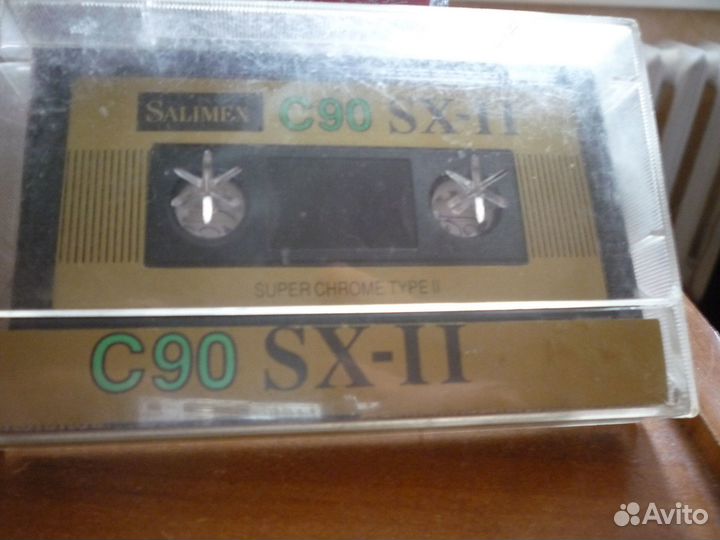 SALIMEX C90 SX-II
SUPER CHROME TYPE II
C90 SX-II
Avito